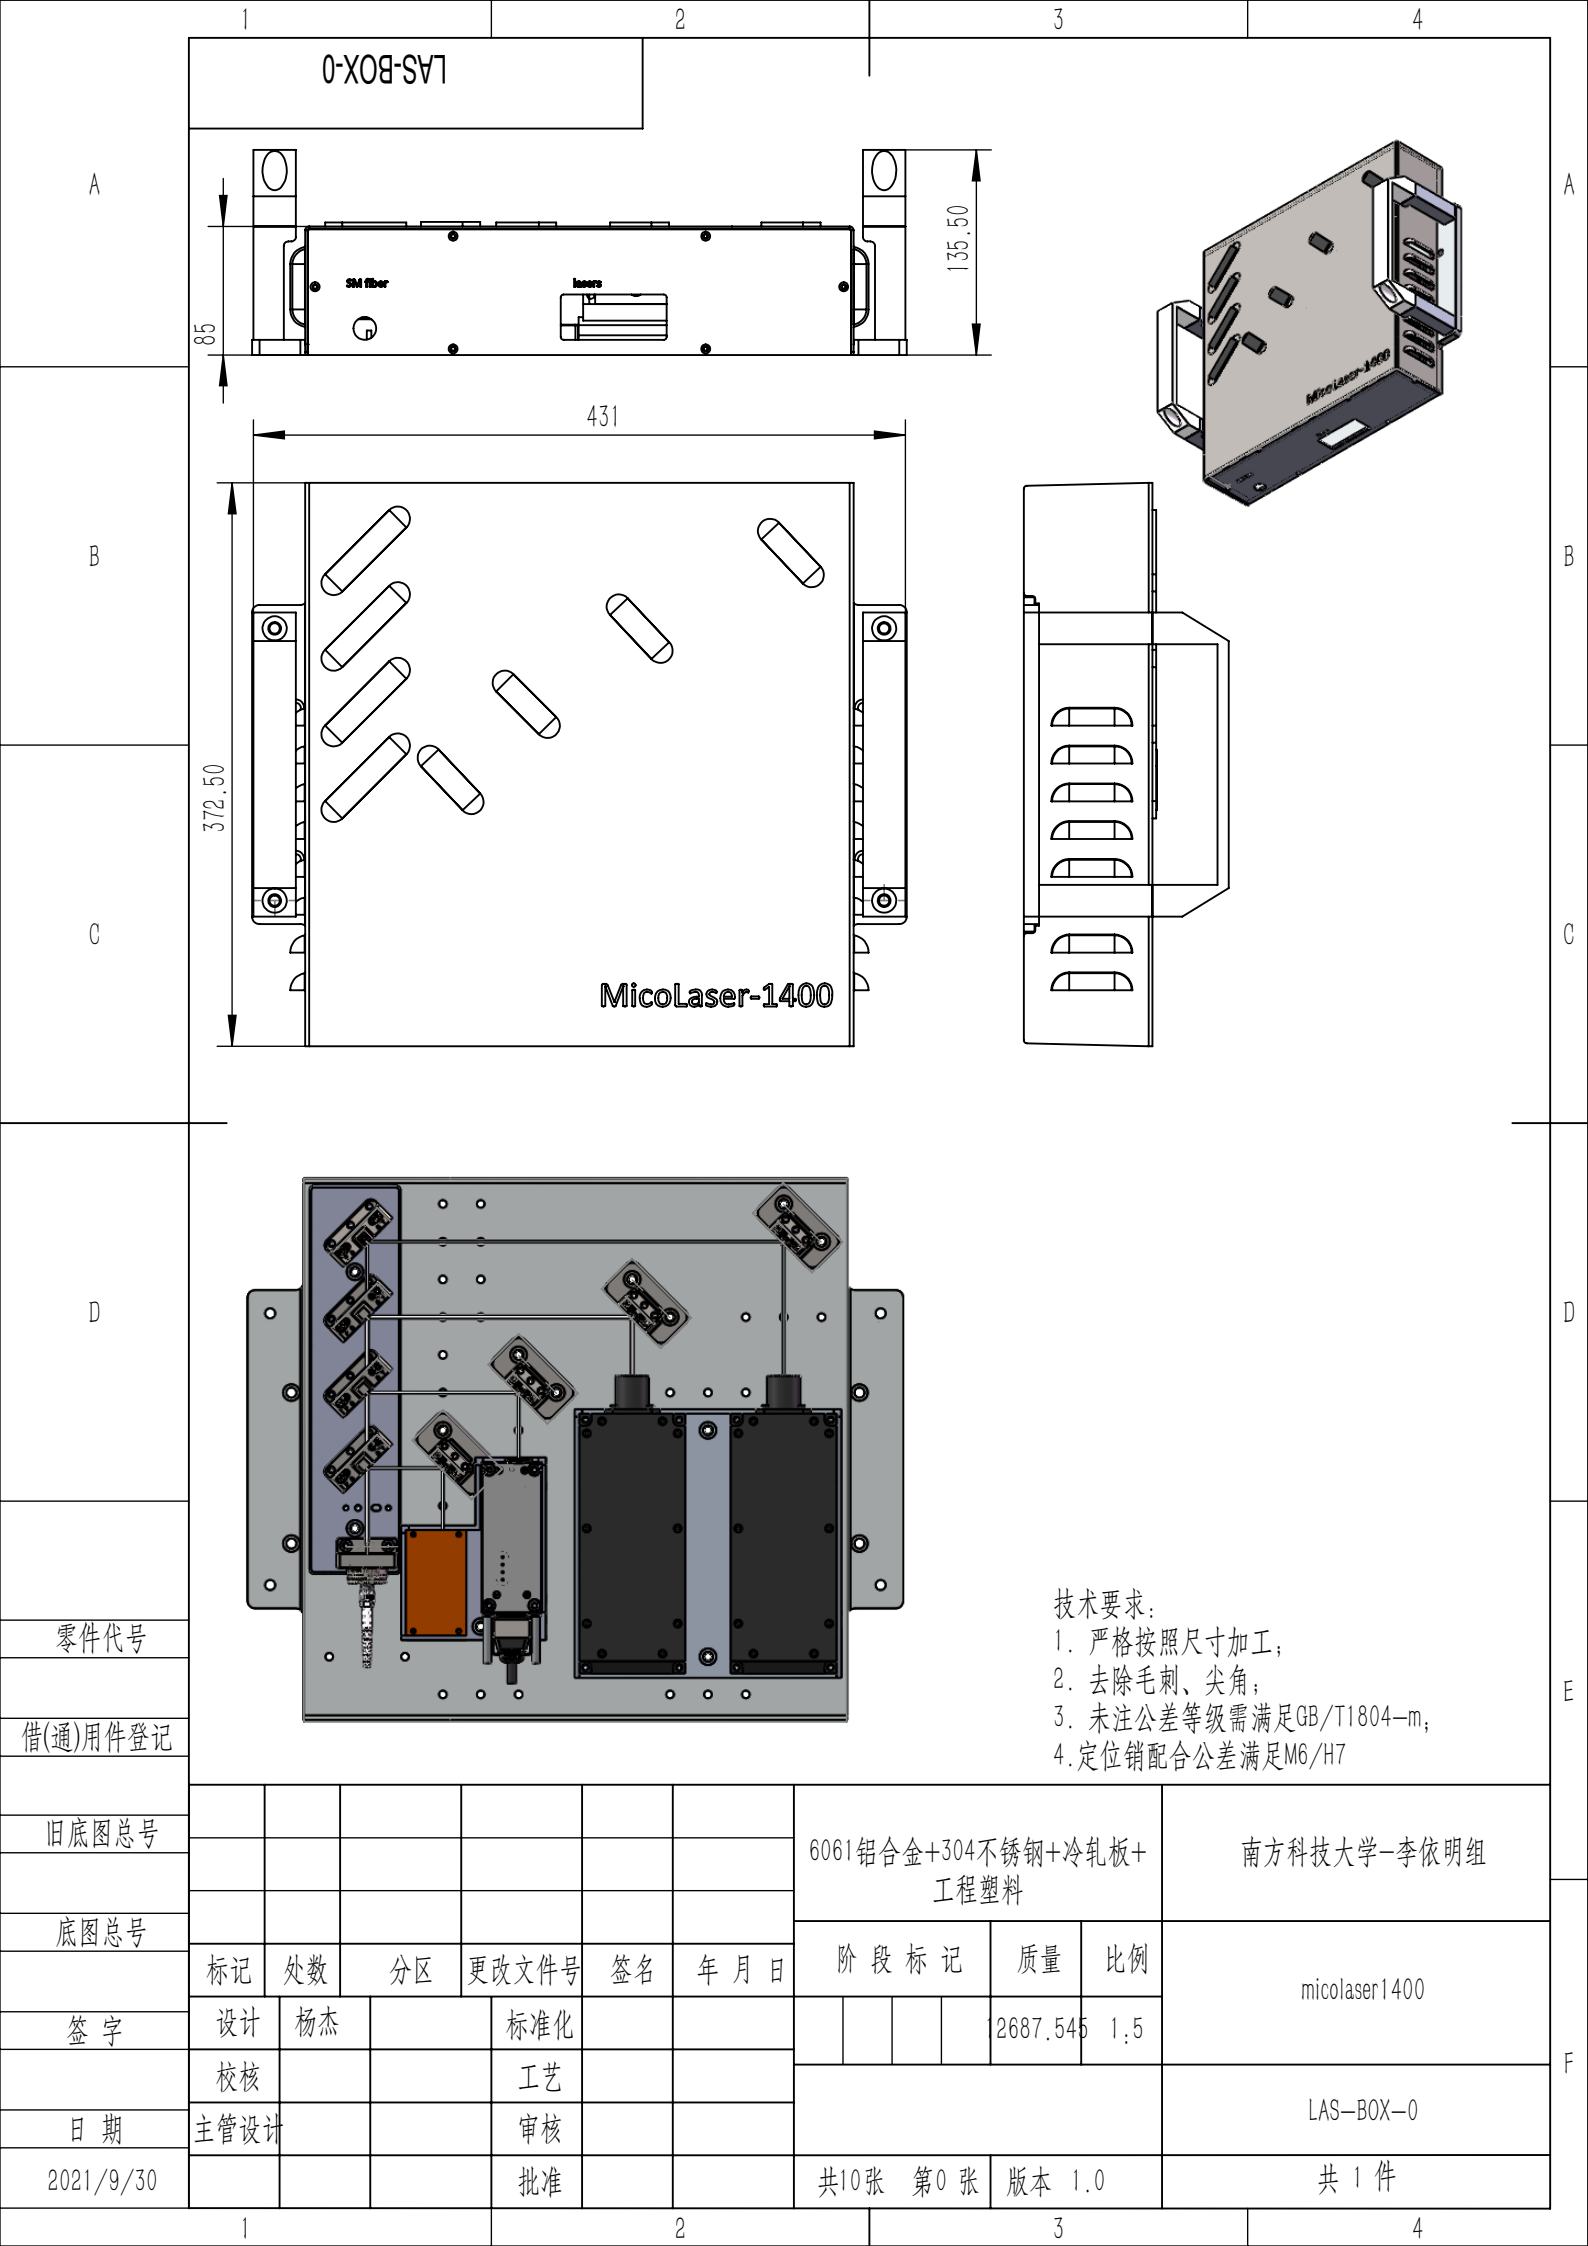 1 2 3 4
LAS-BOX-0
A
A
135.50
85
SM fiber
lasers
431
MicoLaser-1400
B
B
372.50
C
C
MicoLaser-1400
D
D
技术要求:
1. 严格按照尺寸加工;
2. 去除毛刺、尖角;
3. 未注公差等级需满足GB/T1804-m;
4.定位销配合公差满足M6/H7
E
零件代号
借(通)用件登记
旧底图总号
底图总号
签 字
日 期
2021/9/30
6061铝合金+304不锈钢+冷轧板+
工程塑料
南方科技大学-李依明组
标记 处数 分区 更改文件号 签名 年 月 日
阶 段 标 记 质量 比例
micolaser1400
设计 杨杰 标准化
12687.545 1:5
校核 工艺
F
主管设计 审核
LAS-BOX-0
批准
共10张 第0 张 版本 1.0
共 1 件
1 2 3 4